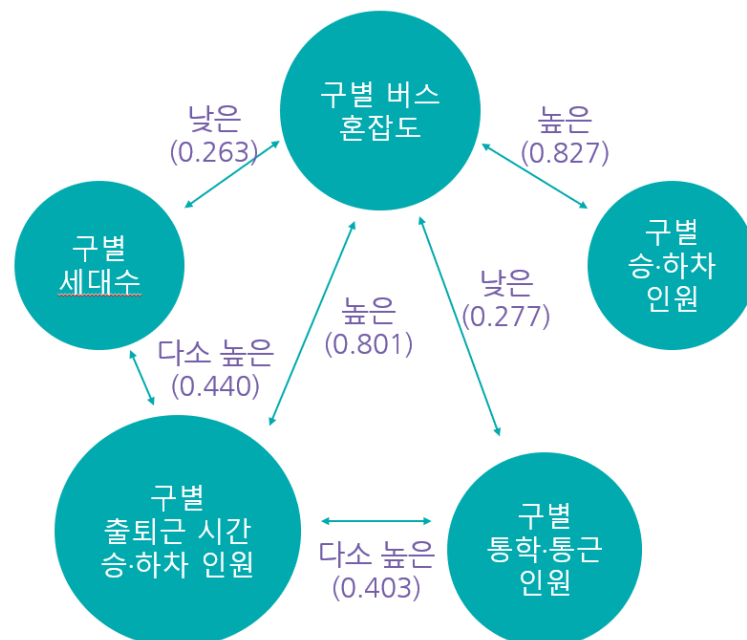 구별 버스
혼잡도
낮은
(0.263)
높은
(0.827)
구별
세대수
구별
승·하차
인원
높은
(0.801)
낮은
(0.277)
다소 높은
(0.440)
구별
출퇴근 시간
승·하차 인원
다소 높은
(0.403)
구별
통학·통근
인원